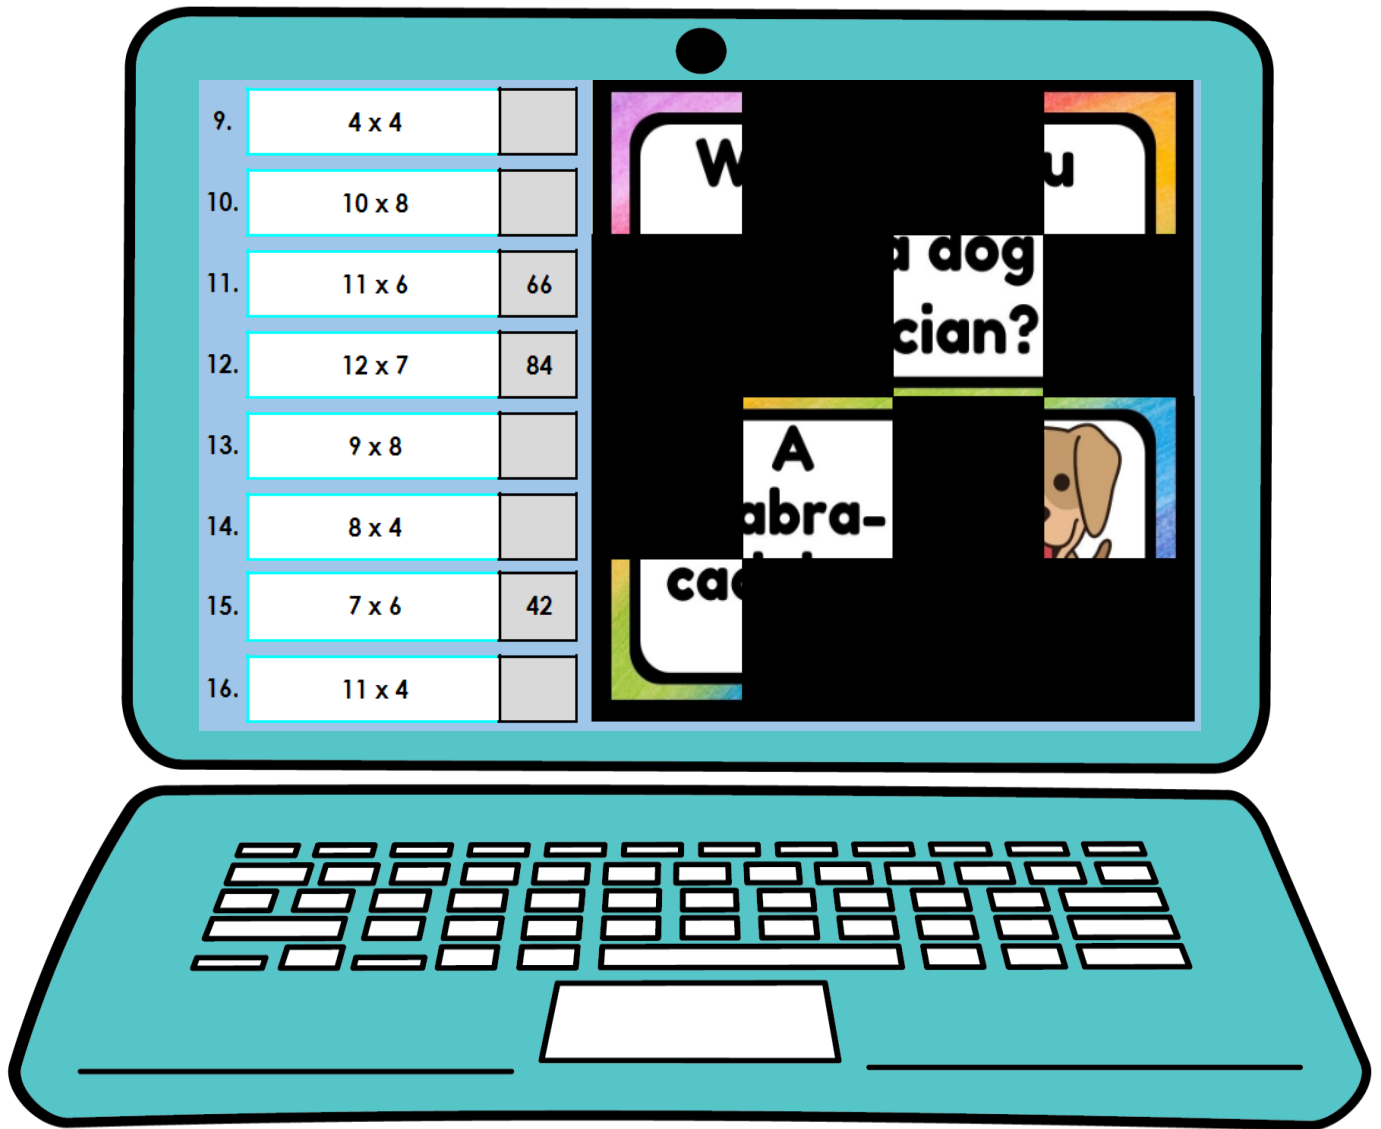 9. 4 x 4
10. 10 x 8
11. 11 x 6 66
12. 12 x 7 84
13. 9 x 8
14. 8 x 4
15. 7 x 6 42
16. 11 x 4
a dog
cian?
A
abra-